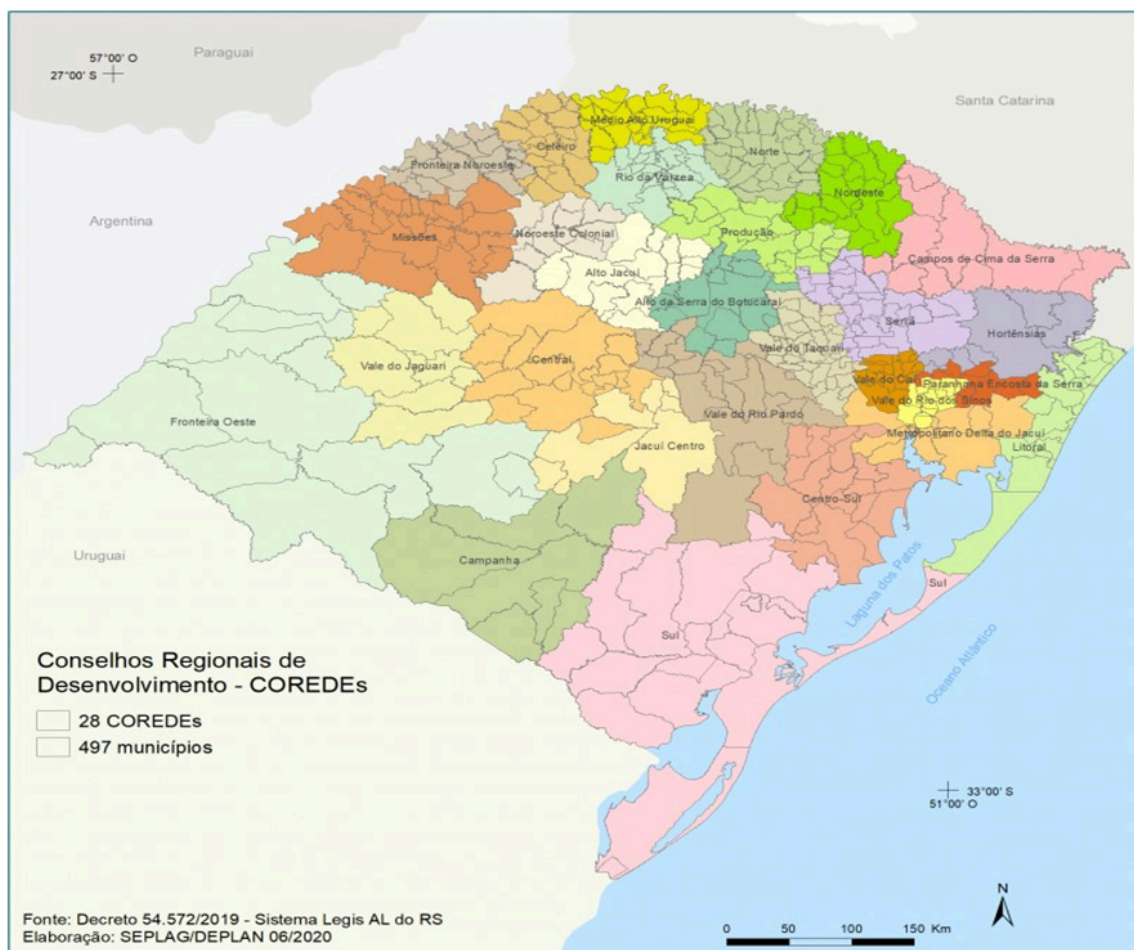 Paraguai
57°00' O
27°00' S
Santa Catarina
Argentina
Uruguai
Médio Alto Uruguai
Celeiro
Norte
Fronteira Noroeste
Rio da Várzea
Nordeste
Missões
Noroeste Colonial
Produção
Campos de Cima da Serra
Alto Jacuí
Alto da Serra do Botucaraí
Serra
Hortênsias
Vale do Taquari
Central
Vale do Jaguari
Vale do Caí
Paranhana Encosta da Serra
Vale do Rio dos Sinos
Vale do Rio Pardo
Fronteira Oeste
Metropolitano Delta do Jacuí
Jacuí Centro
Litoral
Centro-Sul
Campanha
Sul
Sul
Laguna dos Patos
Oceano Atlântico
Conselhos Regionais de
Desenvolvimento - COREDEs
28 COREDEs
497 municípios
33°00' S
51°00' O
N
Fonte: Decreto 54.572/2019 - Sistema Legis AL do RS
Elaboração: SEPLAG/DEPLAN 06/2020
0 50 100 150 Km